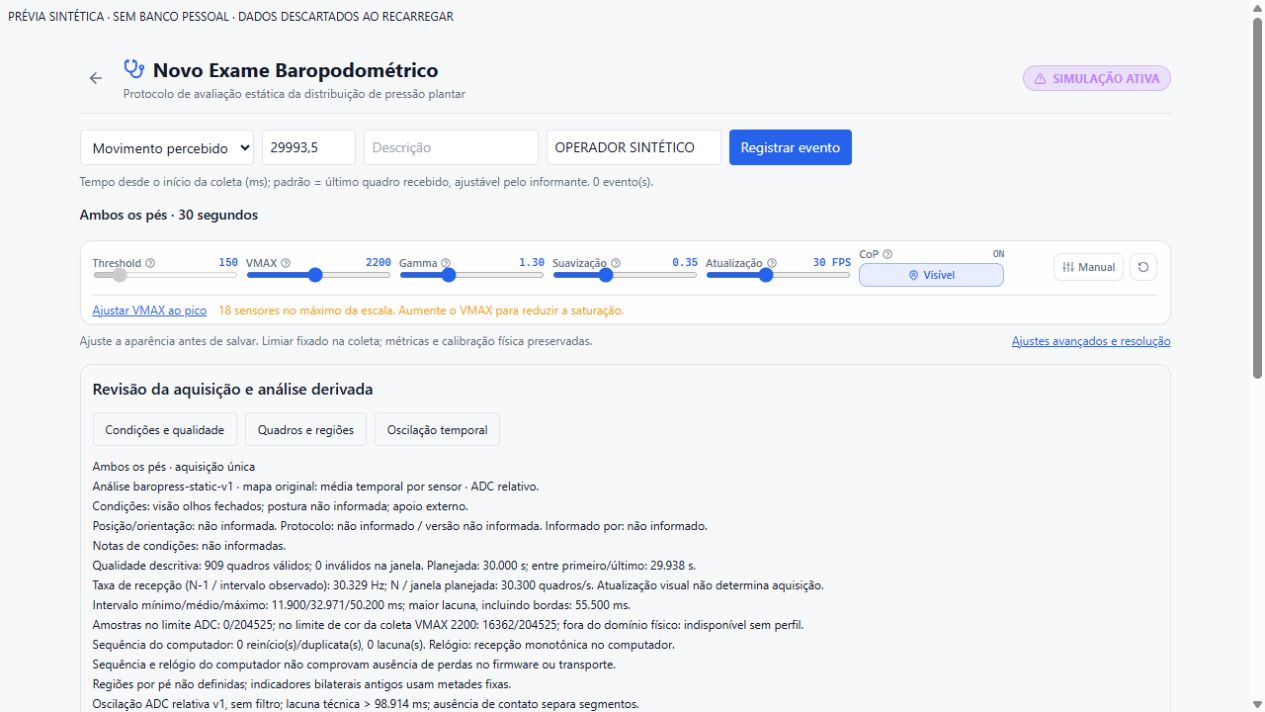 PRÉVIA SINTÉTICA · SEM BANCO PESSOAL · DADOS DESCARTADOS AO RECARREGAR
Novo Exame Baropodométrico
Protocolo de avaliação estática da distribuição de pressão plantar
SIMULAÇÃO ATIVA
Movimento percebido 29993,5 Descrição OPERADOR SINTÉTICO Registrar evento
Tempo desde o início da coleta (ms); padrão = último quadro recebido, ajustável pelo informante. 0 evento(s).
Ambos os pés · 30 segundos
Threshold 150 VMAX 2200 Gamma 1.30 Suavização 0.35 Atualização 30 FPS CoP ON
Visível
Manual
Ajustar VMAX ao pico 18 sensores no máximo da escala. Aumente o VMAX para reduzir a saturação.
Ajuste a aparência antes de salvar. Limiar fixado na coleta; métricas e calibração física preservadas. Ajustes avançados e resolução
Revisão da aquisição e análise derivada
Condições e qualidade Quadros e regiões Oscilação temporal
Ambos os pés · aquisição única
Análise baropress-static-v1 · mapa original: média temporal por sensor · ADC relativo.
Condições: visão olhos fechados; postura não informada; apoio externo.
Posição/orientação: não informada. Protocolo: não informado / versão não informada. Informado por: não informado.
Notas de condições: não informadas.
Qualidade descritiva: 909 quadros válidos; 0 inválidos na janela. Planejada: 30.000 s; entre primeiro/último: 29.938 s.
Taxa de recepção (N-1 / intervalo observado): 30.329 Hz; N / janela planejada: 30.300 quadros/s. Atualização visual não determina aquisição.
Intervalo mínimo/médio/máximo: 11.900/32.971/50.200 ms; maior lacuna, incluindo bordas: 55.500 ms.
Amostras no limite ADC: 0/204525; no limite de cor da coleta VMAX 2200: 16362/204525; fora do domínio físico: indisponível sem perfil.
Sequência do computador: 0 reinício(s)/duplicata(s), 0 lacuna(s). Relógio: recepção monotônica no computador.
Sequência e relógio do computador não comprovam ausência de perdas no firmware ou transporte.
Regiões por pé não definidas; indicadores bilaterais antigos usam metades fixas.
Oscilação ADC relativa v1, sem filtro; lacuna técnica > 98.914 ms; ausência de contato separa segmentos.